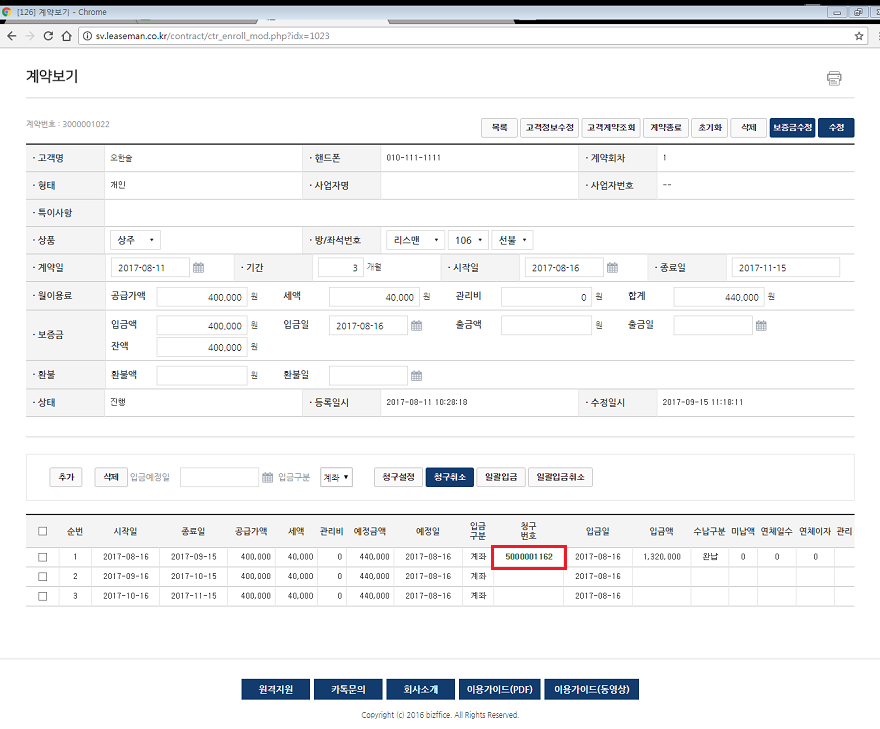 [126] 계약보기 - Chrome
sv.leaseman.co.kr/contract/ctr_enroll_mod.php?idx=1023
계약보기
계약번호 : 3000001022
목록 고객정보수정 고객계약조회 계약종료 초기화 삭제 보증금수정 수정
· 고객명 오한솔 · 핸드폰 010-111-1111 · 계약회차 1
· 형태 개인 · 사업자명 · 사업자번호 --
· 특이사항
· 상품 상주 · 방/좌석번호 리스맨 106 선불
· 계약일 2017-08-11 · 기간 3 개월 · 시작일 2017-08-16 · 종료일 2017-11-15
· 월이용료 공급가액 400,000 원 세액 40,000 원 관리비 0 원 합계 440,000 원
· 보증금 입금액 400,000 원 입금일 2017-08-16 출금액 원 출금일
잔액 400,000 원
· 환불 환불액 원 환불일
· 상태 진행 · 등록일시 2017-08-11 10:28:18 · 수정일시 2017-09-15 11:18:11
추가 삭제 입금예정일 입금구분 계좌 청구설정 청구취소 일괄입금 일괄입금취소
순번 시작일 종료일 공급가액 세액 관리비 예정금액 예정일 입금구분 청구번호 입금일 입금액 수납구분 미납액 연체일수 연체이자 관리
1 2017-08-16 2017-09-15 400,000 40,000 0 440,000 2017-08-16 계좌 5000001162 2017-08-16 1,320,000 완납 0 0 0
2 2017-09-16 2017-10-15 400,000 40,000 0 440,000 2017-08-16 계좌 2017-08-16
3 2017-10-16 2017-11-15 400,000 40,000 0 440,000 2017-08-16 계좌 2017-08-16
원격지원 카톡문의 회사소개 이용가이드(PDF) 이용가이드(동영상)
Copyright (c) 2016 bizffice. All Rights Reserved.